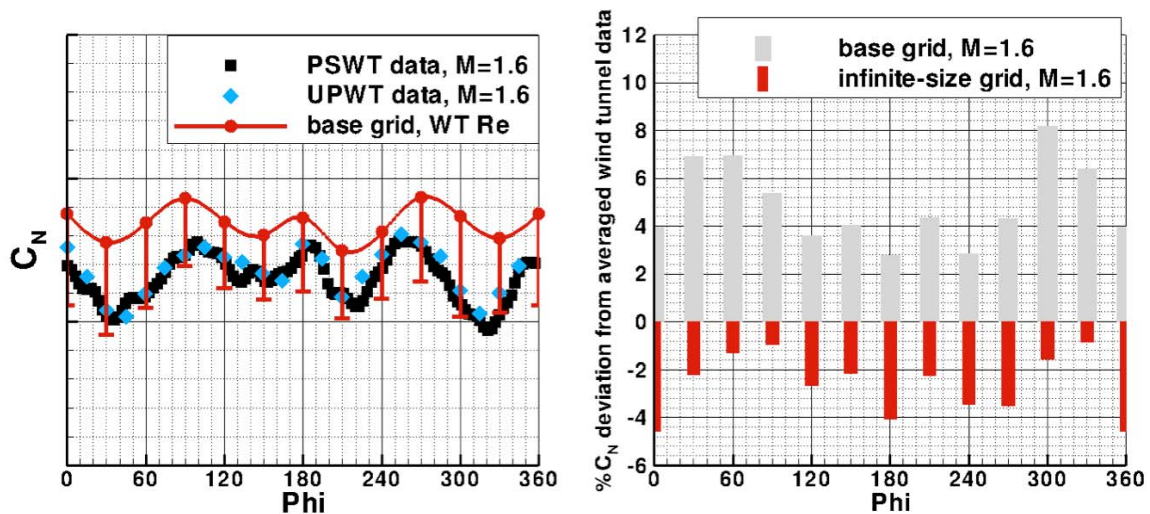 PSWT data, M=1.6
UPWT data, M=1.6
base grid, WT Re
C_N
0 60 120 180 240 300 360
Phi
base grid, M=1.6
infinite-size grid, M=1.6
%C_N deviation from averaged wind tunnel data
12
10
8
6
4
2
0
-2
-4
-6
0 60 120 180 240 300 360
Phi